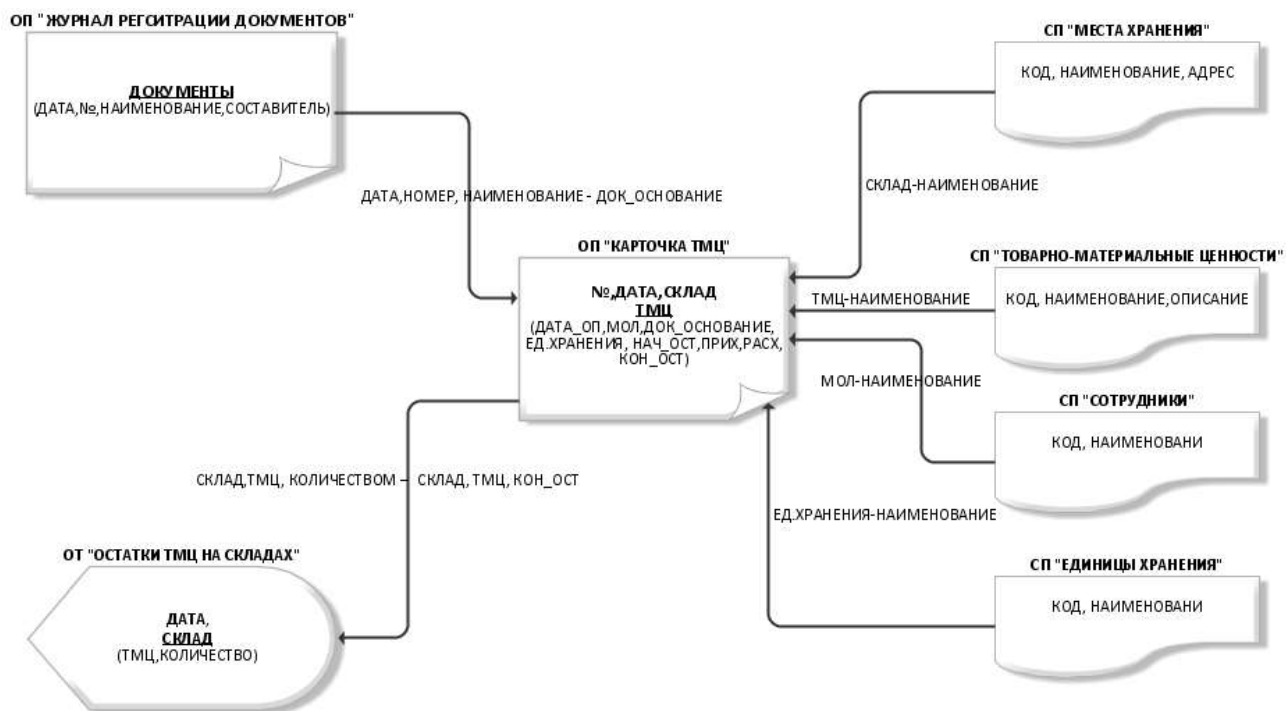 ОП "ЖУРНАЛ РЕГСИТРАЦИИ ДОКУМЕНТОВ"
ДОКУМЕНТЫ
(ДАТА,№,НАИМЕНОВАНИЕ,СОСТАВИТЕЛЬ)
СП "МЕСТА ХРАНЕНИЯ"
КОД, НАИМЕНОВАНИЕ, АДРЕС
СКЛАД-НАИМЕНОВАНИЕ
ДАТА,НОМЕР, НАИМЕНОВАНИЕ - ДОК_ОСНОВАНИЕ
ОП "КАРТОЧКА ТМЦ"
№,ДАТА,СКЛАД
ТМЦ
(ДАТА_ОП,МОЛ,ДОК_ОСНОВАНИЕ,
ЕД.ХРАНЕНИЯ, НАЧ_ОСТ,ПРИХ,РАСХ,
КОН_ОСТ)
СП "ТОВАРНО-МАТЕРИАЛЬНЫЕ ЦЕННОСТИ"
ТМЦ-НАИМЕНОВАНИЕ
КОД, НАИМЕНОВАНИЕ,ОПИСАНИЕ
МОЛ-НАИМЕНОВАНИЕ
СП "СОТРУДНИКИ"
КОД, НАИМЕНОВАНИ
СКЛАД,ТМЦ, КОЛИЧЕСТВОМ – СКЛАД, ТМЦ, КОН_ОСТ
ЕД.ХРАНЕНИЯ-НАИМЕНОВАНИЕ
СП "ЕДИНИЦЫ ХРАНЕНИЯ"
КОД, НАИМЕНОВАНИ
ОТ "ОСТАТКИ ТМЦ НА СКЛАДАХ"
ДАТА,
СКЛАД
(ТМЦ,КОЛИЧЕСТВО)